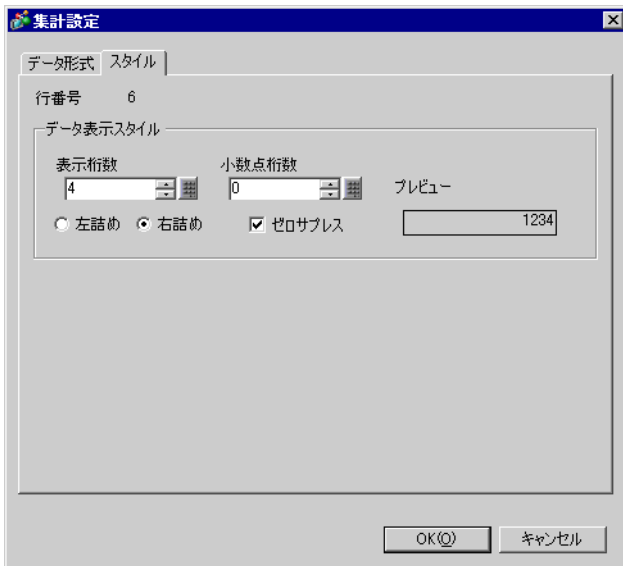 集計設定
データ形式 スタイル
行番号 6
データ表示スタイル
表示桁数 小数点桁数
4 0 プレビュー
左詰め 右詰め ゼロサプレス 1234
OK(O) キャンセル